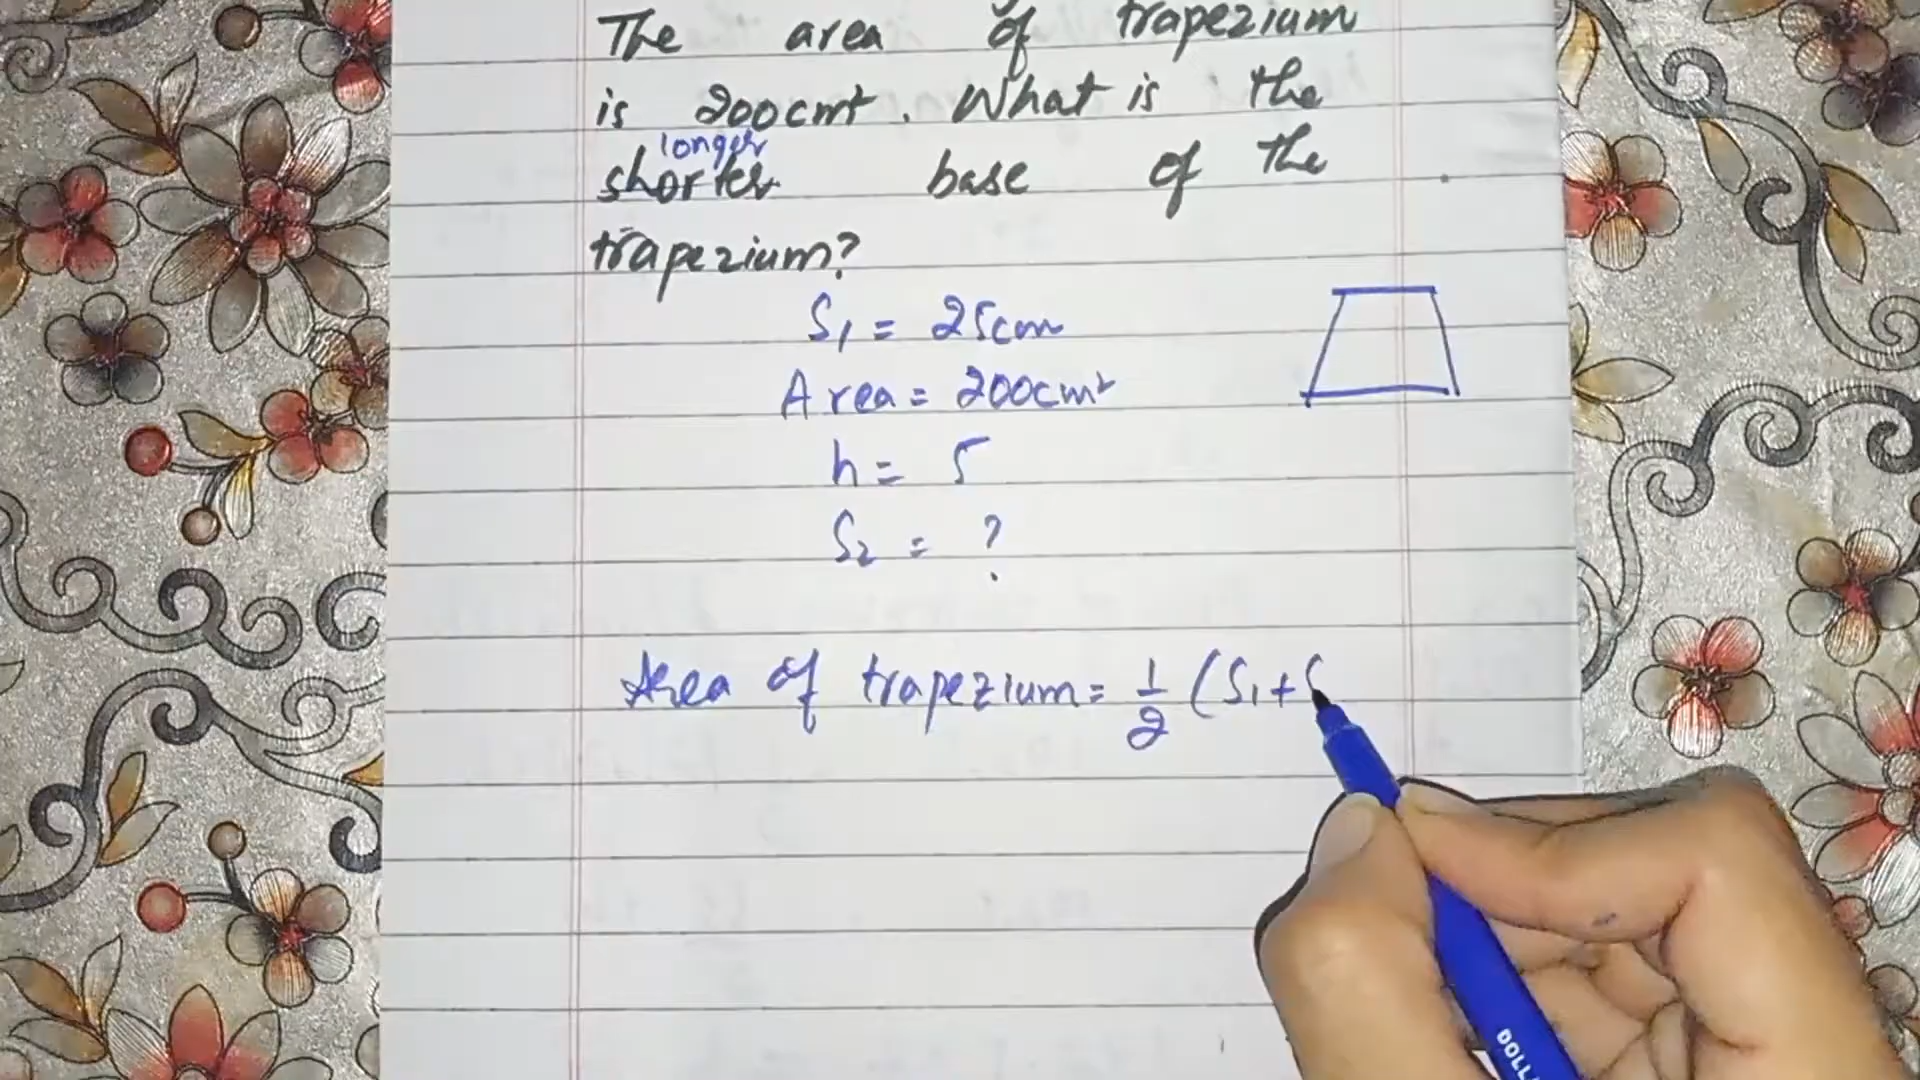 The area of trapezium
is 200cm². What is the
longer
shorter base of the
trapezium?
S₁ = 25cm
Area = 200cm²
h = 5
S₂ = ?
Area of trapezium = 1/2 (S₁+S
DOLLA